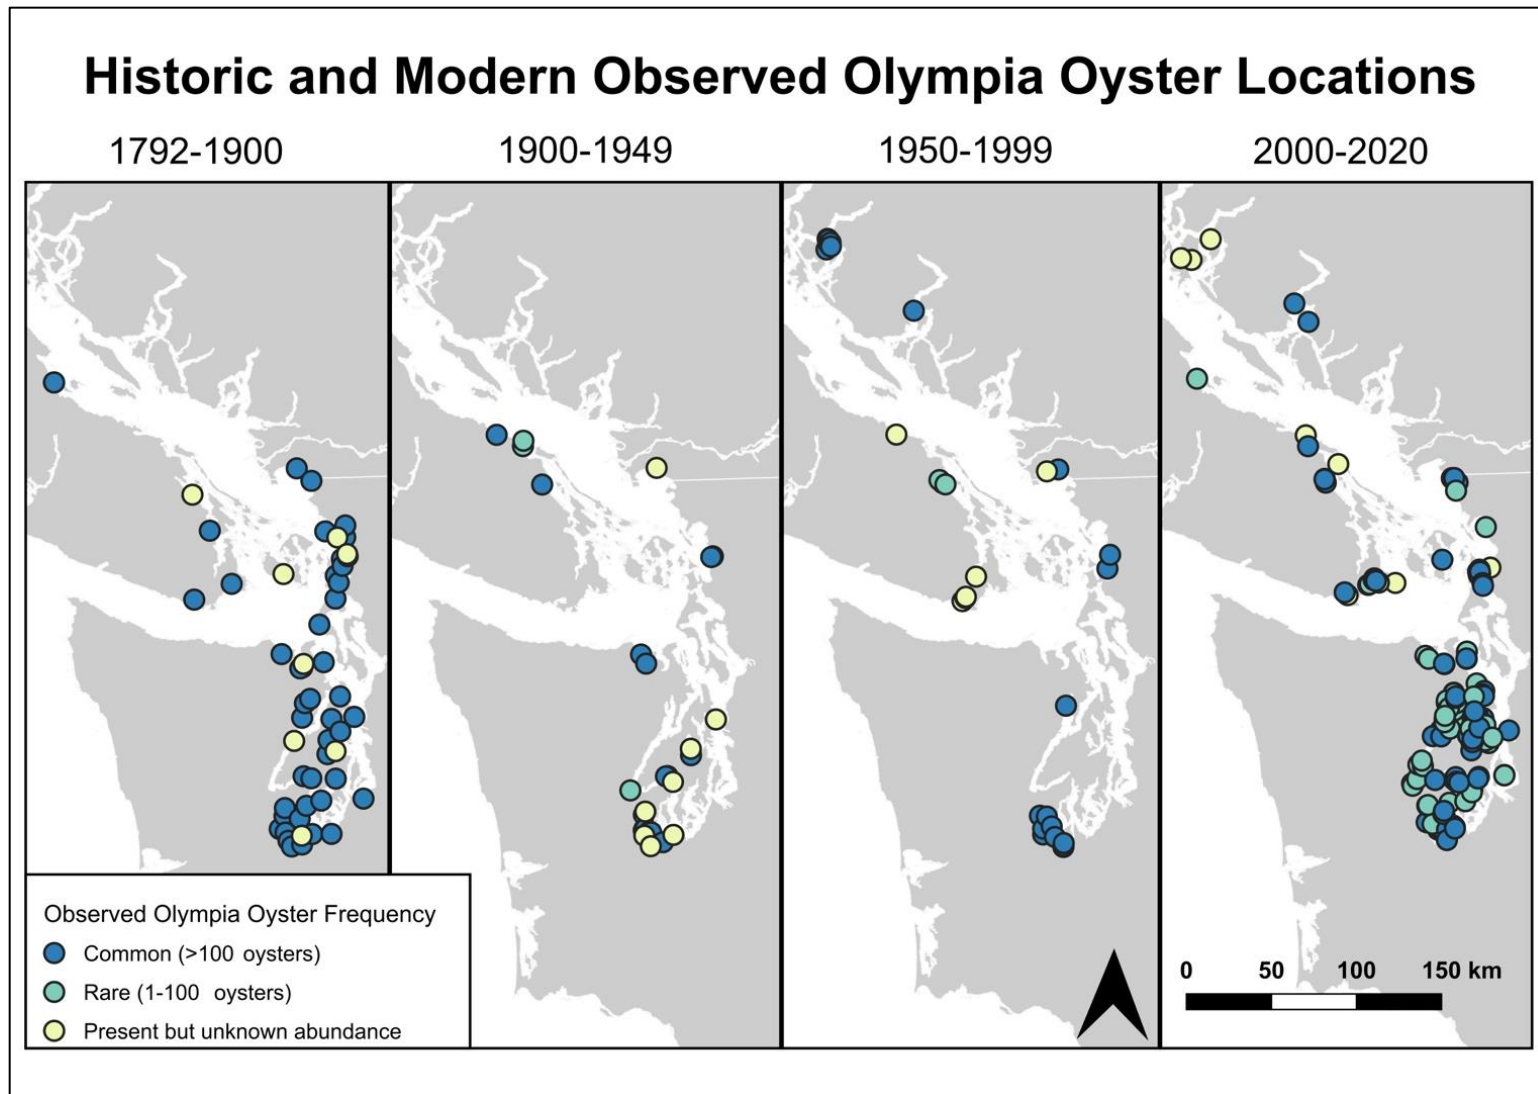 Historic and Modern Observed Olympia Oyster Locations
1792-1900
1900-1949
1950-1999
2000-2020
Observed Olympia Oyster Frequency
Common (>100 oysters)
Rare (1-100 oysters)
Present but unknown abundance
0 50 100 150 km